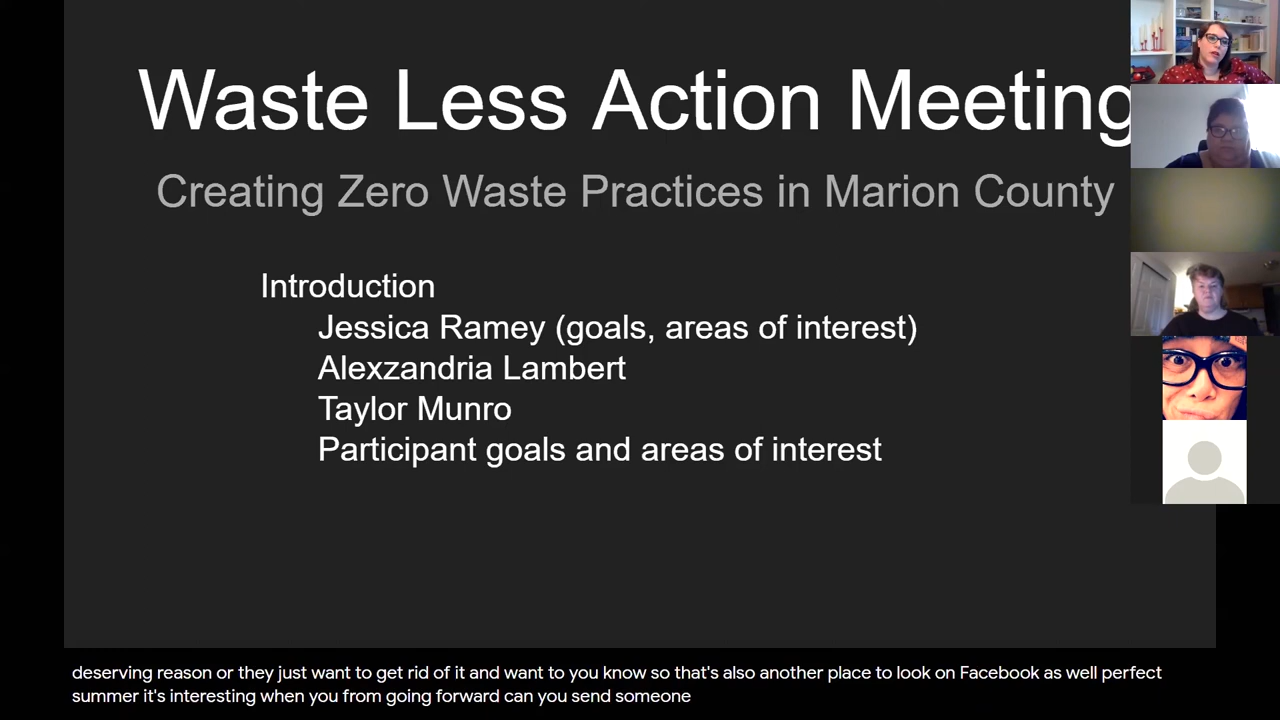 Waste Less Action Meeting
Creating Zero Waste Practices in Marion County
Introduction
Jessica Ramey (goals, areas of interest)
Alexzandria Lambert
Taylor Munro
Participant goals and areas of interest
deserving reason or they just want to get rid of it and want to you know so that's also another place to look on Facebook as well perfect
summer it's interesting when you from going forward can you send someone